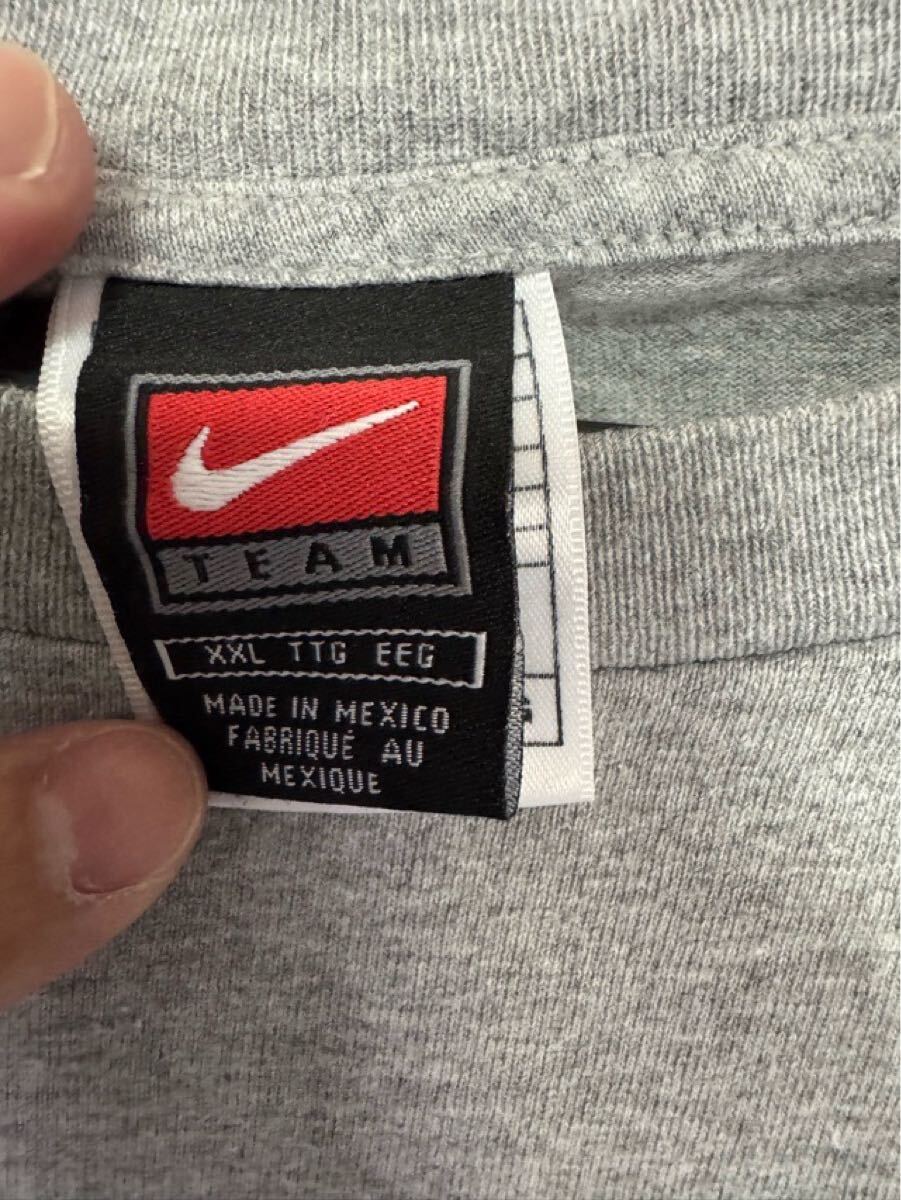 TEAM
XXL TTG EEG
MADE IN MEXICO
FABRIQUÉ AU
MEXIQUE